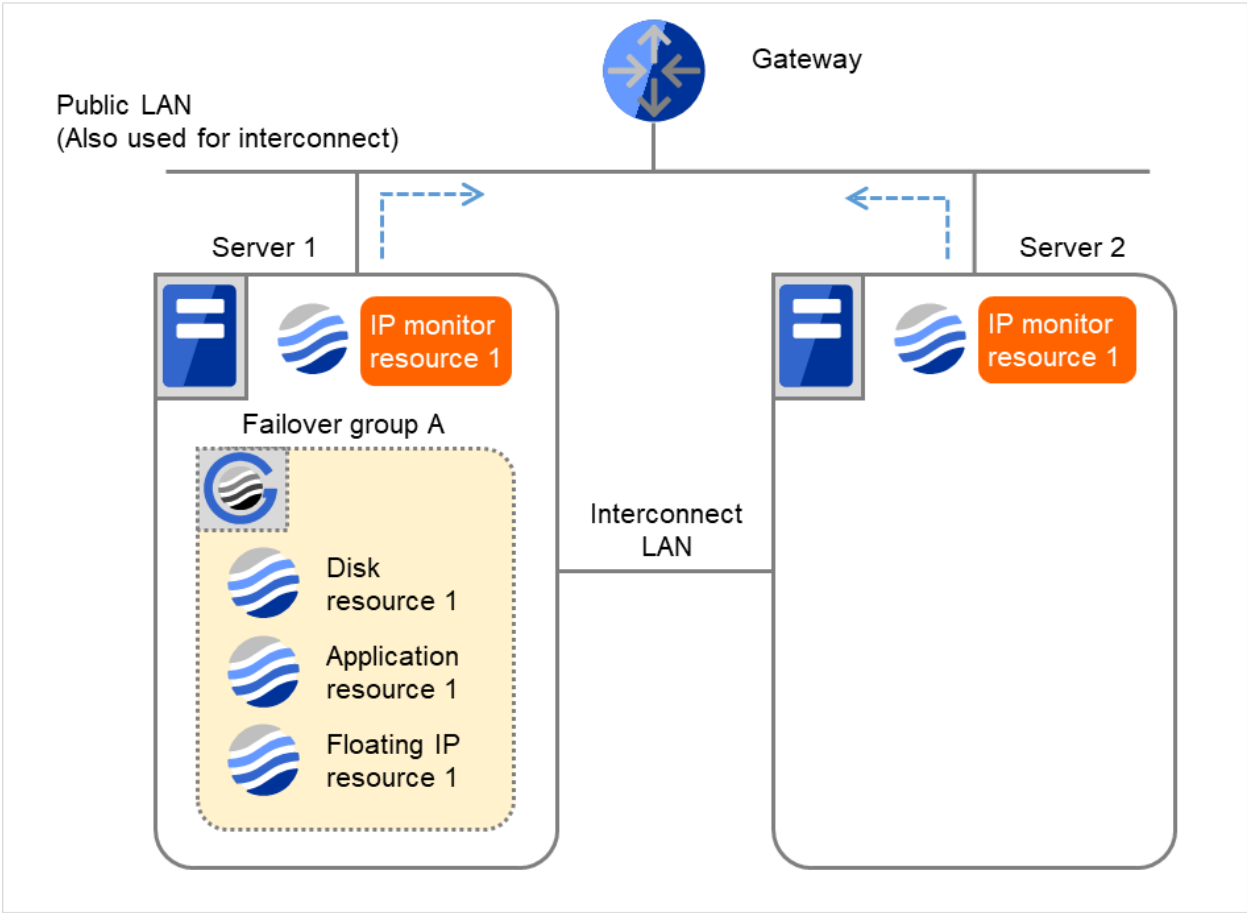 Gateway
Public LAN
(Also used for interconnect)
Server 1
Server 2
IP monitor
resource 1
IP monitor
resource 1
Failover group A
Interconnect
LAN
Disk
resource 1
Application
resource 1
Floating IP
resource 1